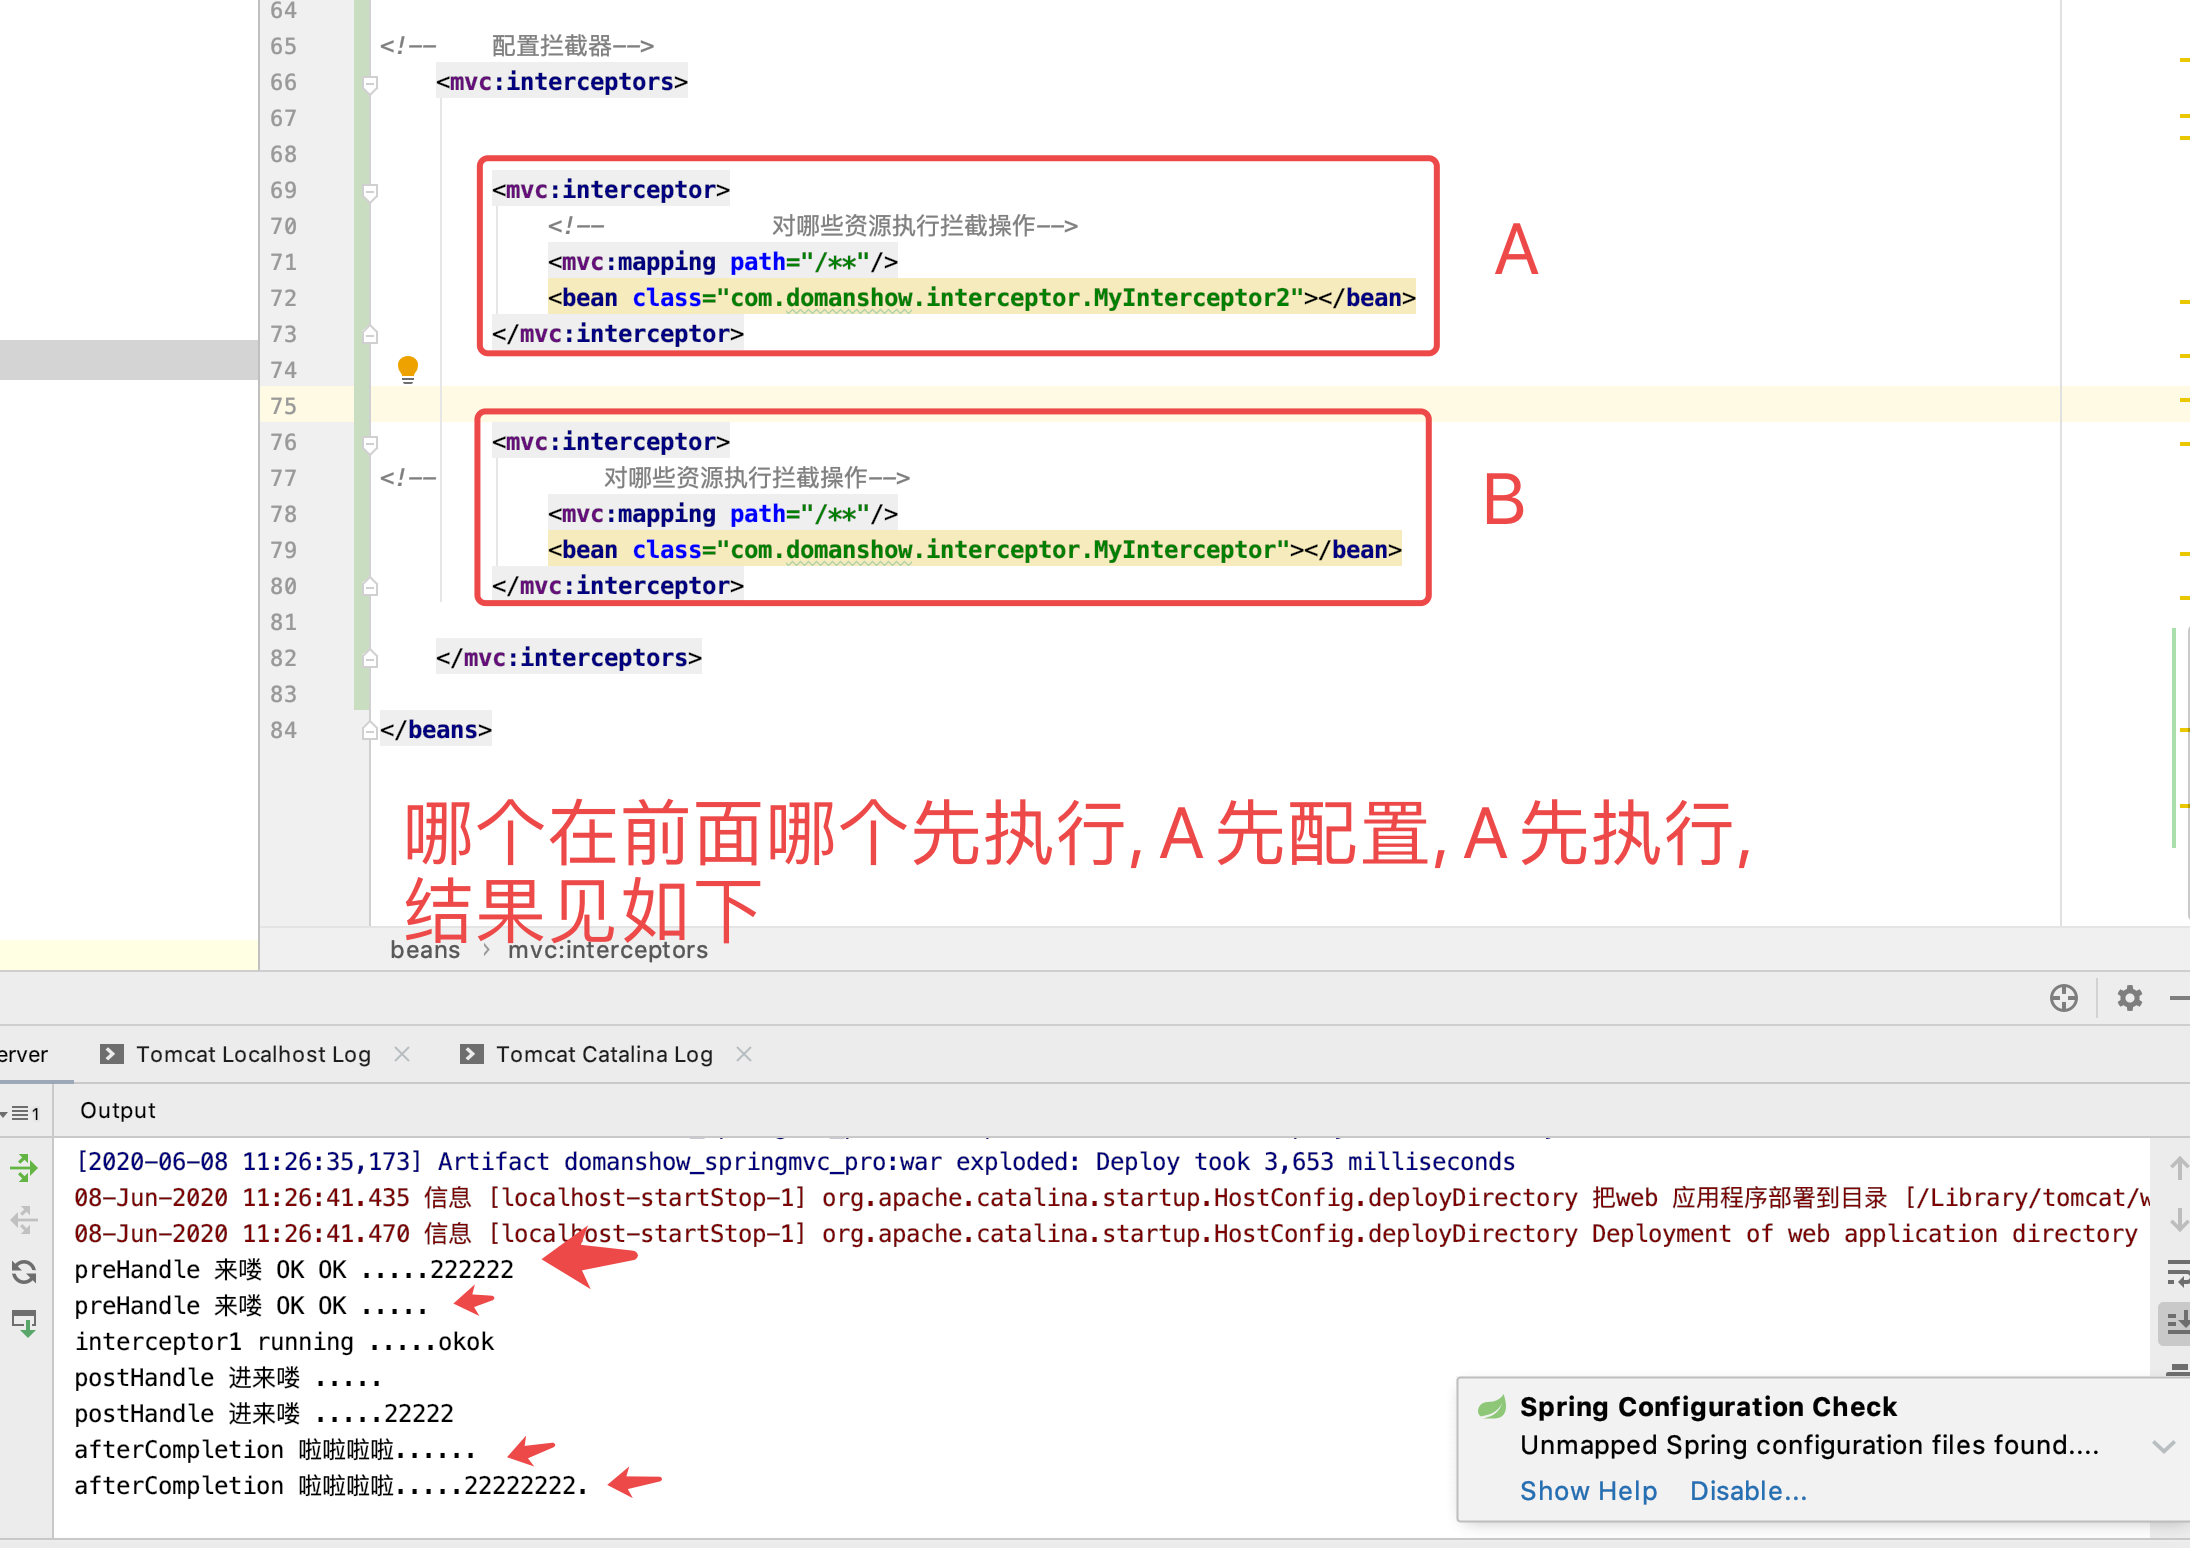 64
65 <!--    配置拦截器-->
66 <mvc:interceptors>
67
68
69 <mvc:interceptor>
70 <!--            对哪些资源执行拦截操作-->
71 <mvc:mapping path="/**"/>
72 <bean class="com.domanshow.interceptor.MyInterceptor2"></bean>
73 </mvc:interceptor>
A
74
75
76 <mvc:interceptor>
77 <!--            对哪些资源执行拦截操作-->
78 <mvc:mapping path="/**"/>
79 <bean class="com.domanshow.interceptor.MyInterceptor"></bean>
80 </mvc:interceptor>
B
81
82 </mvc:interceptors>
83
84 </beans>
哪个在前面哪个先执行, A 先配置, A 先执行,
结果见如下
beans › mvc:interceptors
erver Tomcat Localhost Log Tomcat Catalina Log
1 Output
[2020-06-08 11:26:35,173] Artifact domanshow_springmvc_pro:war exploded: Deploy took 3,653 milliseconds
08-Jun-2020 11:26:41.435 信息 [localhost-startStop-1] org.apache.catalina.startup.HostConfig.deployDirectory 把web 应用程序部署到目录 [/Library/tomcat/w
08-Jun-2020 11:26:41.470 信息 [localhost-startStop-1] org.apache.catalina.startup.HostConfig.deployDirectory Deployment of web application directory
preHandle 来喽 OK OK .....222222
preHandle 来喽 OK OK .....
interceptor1 running .....okok
postHandle 进来喽 .....
postHandle 进来喽 .....22222
afterCompletion 啦啦啦啦......
afterCompletion 啦啦啦啦.....22222222.
Spring Configuration Check
Unmapped Spring configuration files found....
Show Help Disable...